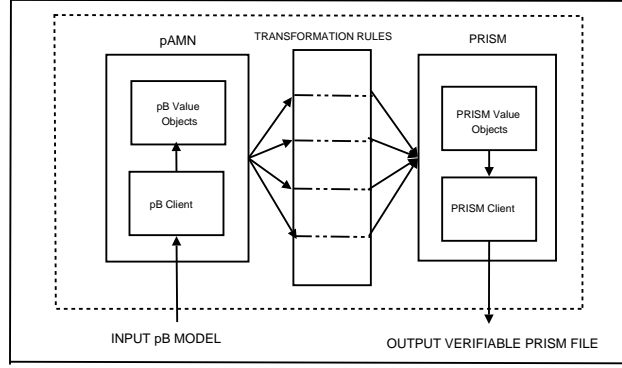 pAMN
TRANSFORMATION RULES
PRISM
pB Value
Objects
pB Client
PRISM Value
Objects
PRISM Client
INPUT pB MODEL
OUTPUT VERIFIABLE PRISM FILE